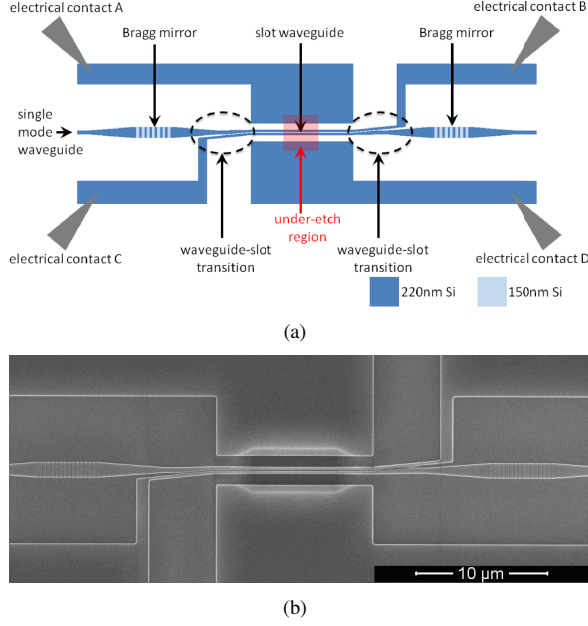 electrical contact A
electrical contact B
Bragg mirror
slot waveguide
Bragg mirror
single
mode
waveguide
under-etch
region
waveguide-slot
transition
waveguide-slot
transition
electrical contact C
electrical contact D
220nm Si
150nm Si
(a)
10 µm
(b)